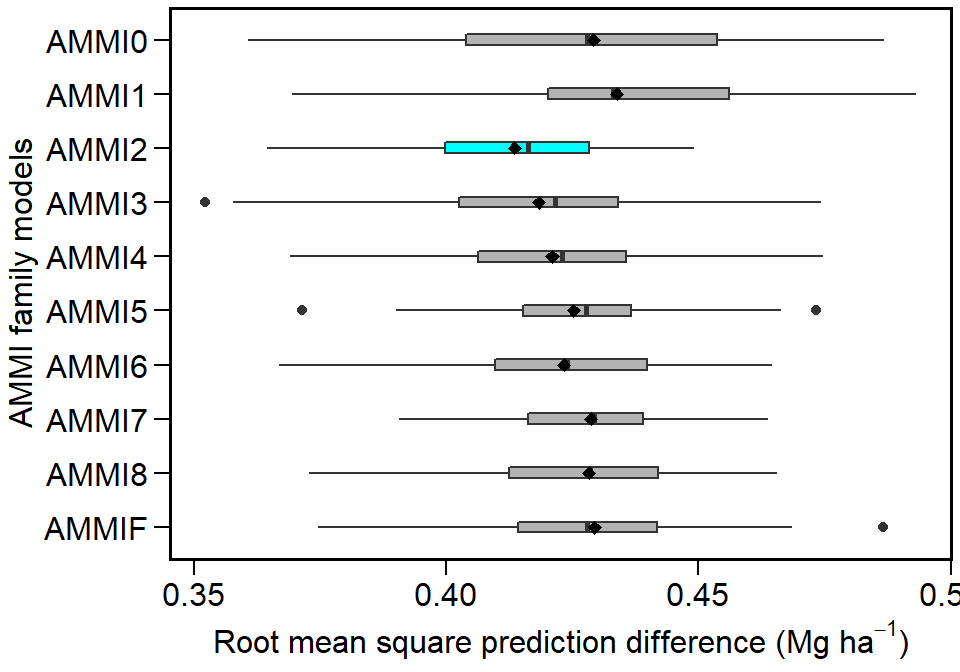 AMMI family models
AMMI0
AMMI1
AMMI2
AMMI3
AMMI4
AMMI5
AMMI6
AMMI7
AMMI8
AMMIF
0.35 0.40 0.45 0.5
Root mean square prediction difference (Mg ha⁻¹)